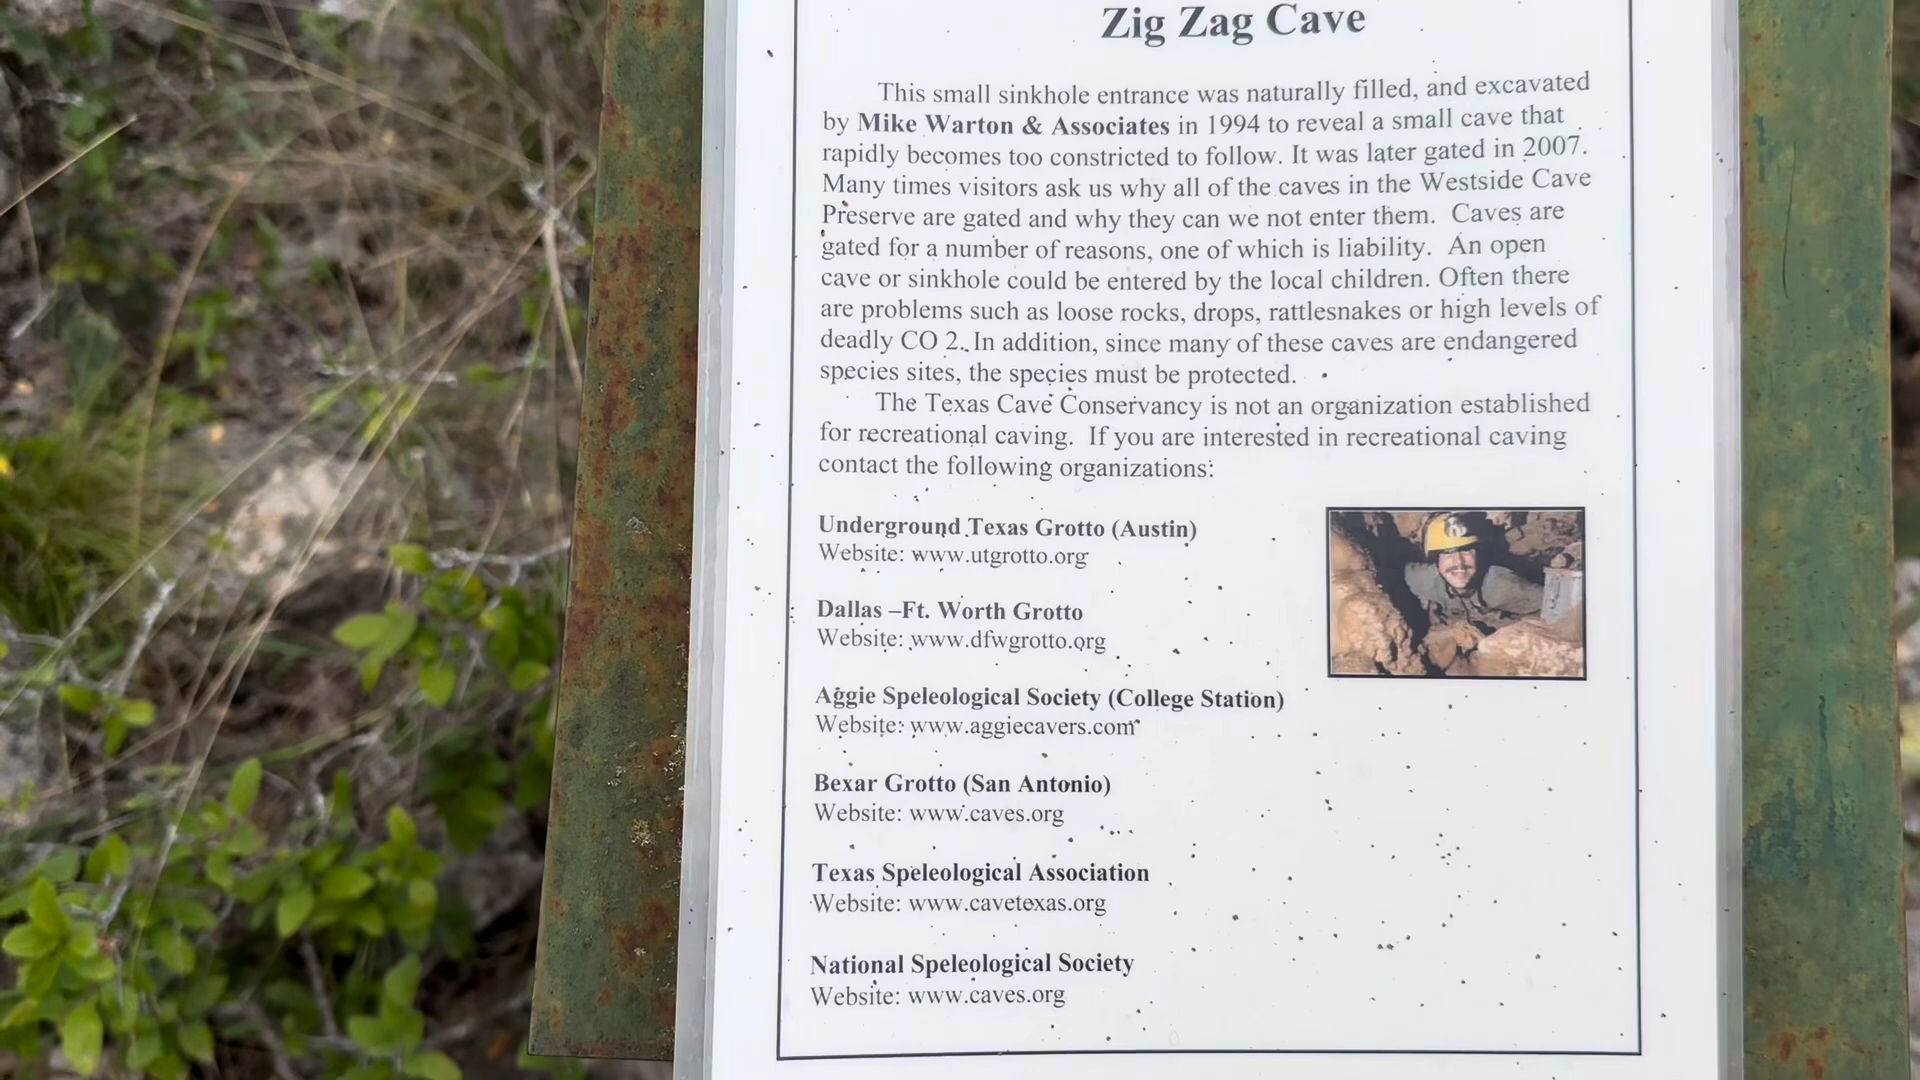 Zig Zag Cave
This small sinkhole entrance was naturally filled, and excavated
by Mike Warton & Associates in 1994 to reveal a small cave that
rapidly becomes too constricted to follow. It was later gated in 2007.
Many times visitors ask us why all of the caves in the Westside Cave
Preserve are gated and why they can we not enter them. Caves are
gated for a number of reasons, one of which is liability. An open
cave or sinkhole could be entered by the local children. Often there
are problems such as loose rocks, drops, rattlesnakes or high levels of
deadly CO 2. In addition, since many of these caves are endangered
species sites, the species must be protected.
The Texas Cave Conservancy is not an organization established
for recreational caving. If you are interested in recreational caving
contact the following organizations:
Underground Texas Grotto (Austin)
Website: www.utgrotto.org
Dallas –Ft. Worth Grotto
Website: www.dfwgrotto.org
Aggie Speleological Society (College Station)
Website: www.aggiecavers.com
Bexar Grotto (San Antonio)
Website: www.caves.org
Texas Speleological Association
Website: www.cavetexas.org
National Speleological Society
Website: www.caves.org